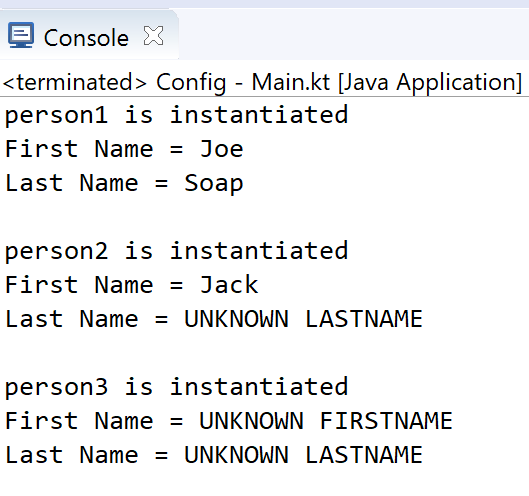 Console
<terminated> Config - Main.kt [Java Application]
person1 is instantiated
First Name = Joe
Last Name = Soap
person2 is instantiated
First Name = Jack
Last Name = UNKNOWN LASTNAME
person3 is instantiated
First Name = UNKNOWN FIRSTNAME
Last Name = UNKNOWN LASTNAME